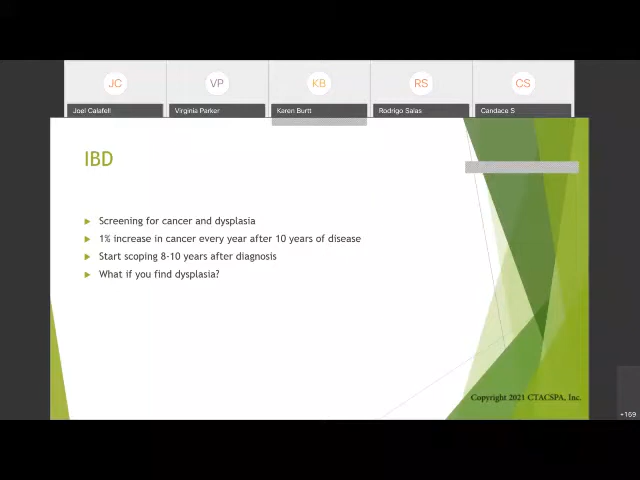 JC
VP
KB
RS
CS
Joel Calafell
Virginia Parker
Karen Burtt
Rodrigo Salas
Candace S
IBD
Screening for cancer and dysplasia
1% increase in cancer every year after 10 years of disease
Start scoping 8-10 years after diagnosis
What if you find dysplasia?
Copyright 2021 CTACSPA, Inc.
+169